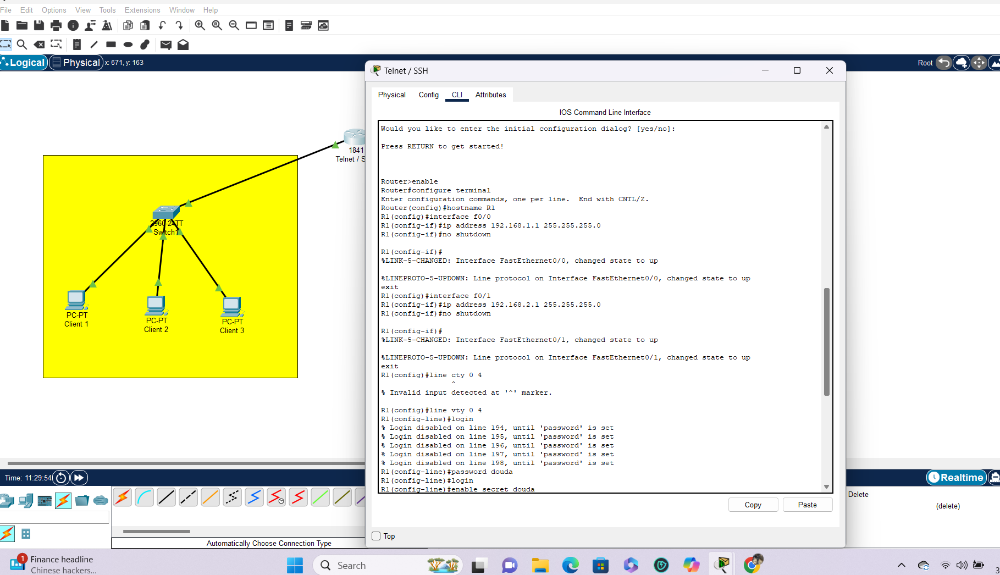 File Edit Options View Tools Extensions Window Help
Logical Physical x: 671, y: 163
Root
1841
Telnet / S
2960-24TT
Switch1
PC-PT
Client 1
PC-PT
Client 2
PC-PT
Client 3
Telnet / SSH
Physical Config CLI Attributes
IOS Command Line Interface
Would you like to enter the initial configuration dialog? [yes/no]:
Press RETURN to get started!
Router>enable
Router#configure terminal
Enter configuration commands, one per line.  End with CNTL/Z.
Router(config)#hostname R1
R1(config)#interface f0/0
R1(config-if)#ip address 192.168.1.1 255.255.255.0
R1(config-if)#no shutdown
R1(config-if)#
%LINK-5-CHANGED: Interface FastEthernet0/0, changed state to up
%LINEPROTO-5-UPDOWN: Line protocol on Interface FastEthernet0/0, changed state to up
exit
R1(config)#interface f0/1
R1(config-if)#ip address 192.168.2.1 255.255.255.0
R1(config-if)#no shutdown
R1(config-if)#
%LINK-5-CHANGED: Interface FastEthernet0/1, changed state to up
%LINEPROTO-5-UPDOWN: Line protocol on Interface FastEthernet0/1, changed state to up
exit
R1(config)#line cty 0 4
^
% Invalid input detected at '^' marker.
R1(config)#line vty 0 4
R1(config-line)#login
% Login disabled on line 194, until 'password' is set
% Login disabled on line 195, until 'password' is set
% Login disabled on line 196, until 'password' is set
% Login disabled on line 197, until 'password' is set
% Login disabled on line 198, until 'password' is set
R1(config-line)#password douda
R1(config-line)#login
R1(config-line)#enable secret douda
Copy Paste
Top
Time: 11:29:54
Realtime
Delete
(delete)
Automatically Choose Connection Type
1
Finance headline
Chinese hackers...
Search
3